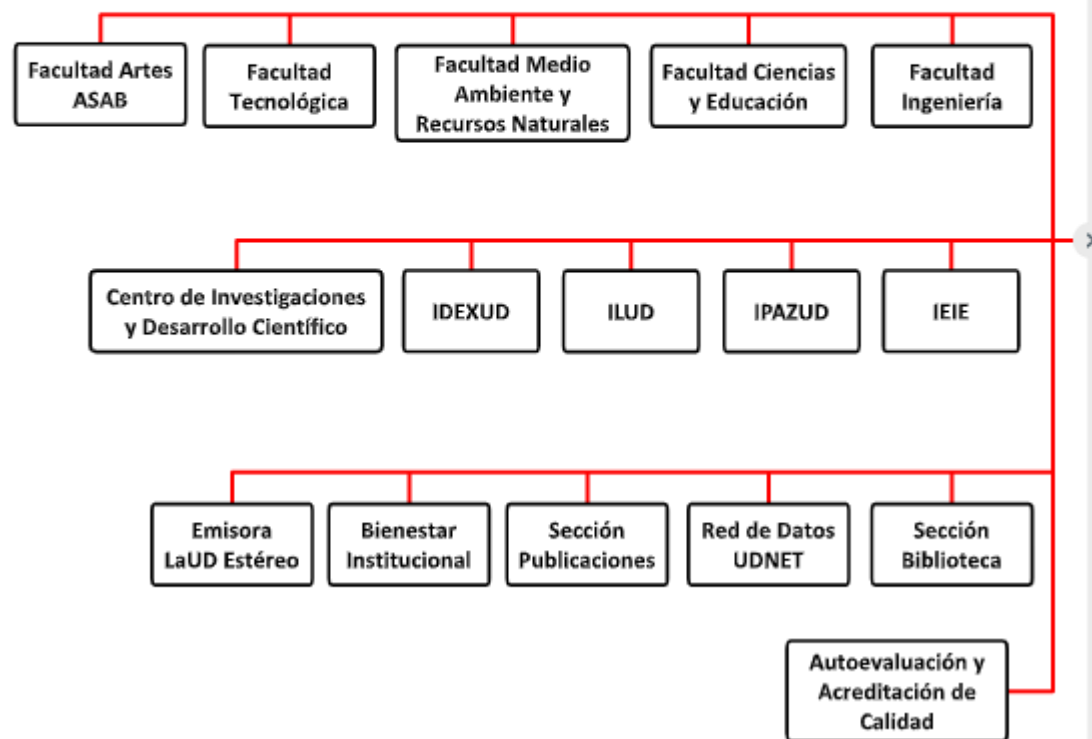 Facultad Artes
ASAB
Facultad
Tecnológica
Facultad Medio
Ambiente y
Recursos Naturales
Facultad Ciencias
y Educación
Facultad
Ingeniería
Centro de Investigaciones
y Desarrollo Científico
IDEXUD
ILUD
IPAZUD
IEIE
Emisora
LaUD Estéreo
Bienestar
Institucional
Sección
Publicaciones
Red de Datos
UDNET
Sección
Biblioteca
Autoevaluación y
Acreditación de
Calidad